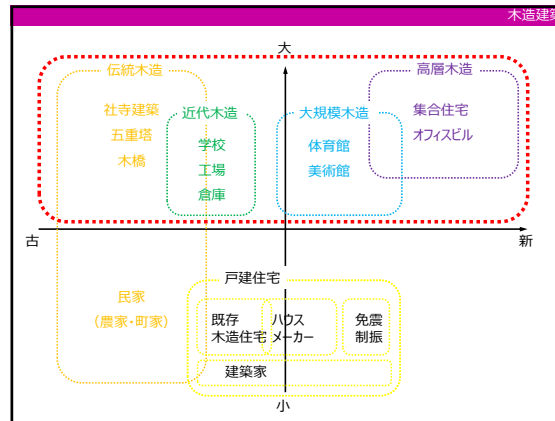 木造建築
大
伝統木造
高層木造
社寺建築
五重塔
木橋
近代木造
学校
工場
倉庫
大規模木造
体育館
美術館
集合住宅
オフィスビル
古
新
戸建住宅
民家
（農家・町家）
既存
木造住宅
ハウス
メーカー
免震
制振
建築家
小